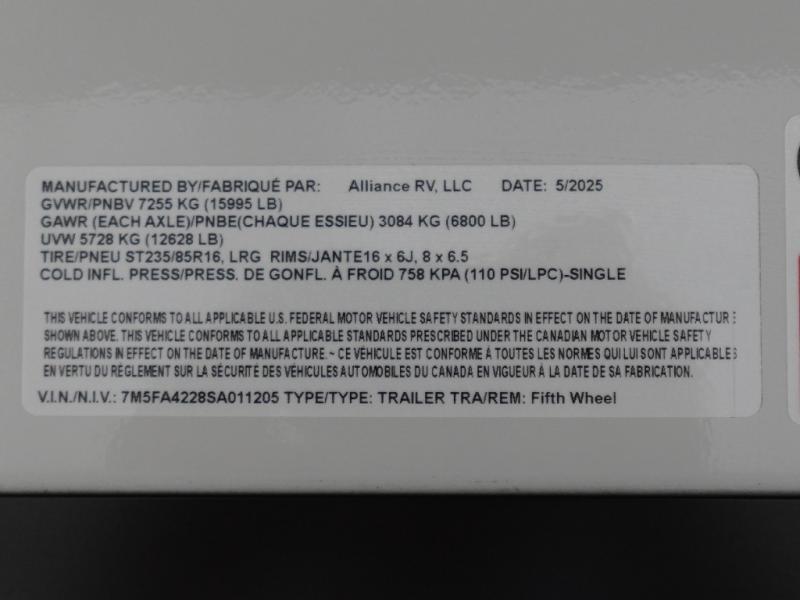 MANUFACTURED BY/FABRIQUÉ PAR: Alliance RV, LLC DATE: 5/2025
GVWR/PNBV 7255 KG (15995 LB)
GAWR (EACH AXLE)/PNBE(CHAQUE ESSIEU) 3084 KG (6800 LB)
UVW 5728 KG (12628 LB)
TIRE/PNEU ST235/85R16, LRG RIMS/JANTE16 x 6J, 8 x 6.5
COLD INFL. PRESS/PRESS. DE GONFL. À FROID 758 KPA (110 PSI/LPC)-SINGLE
THIS VEHICLE CONFORMS TO ALL APPLICABLE U.S. FEDERAL MOTOR VEHICLE SAFETY STANDARDS IN EFFECT ON THE DATE OF MANUFACTURE
SHOWN ABOVE. THIS VEHICLE CONFORMS TO ALL APPLICABLE STANDARDS PRESCRIBED UNDER THE CANADIAN MOTOR VEHICLE SAFETY
REGULATIONS IN EFFECT ON THE DATE OF MANUFACTURE. ~ CE VÉHICULE EST CONFORME À TOUTES LES NORMES QUI LUI SONT APPLICABLES
EN VERTU DU RÈGLEMENT SUR LA SÉCURITÉ DES VÉHICULES AUTOMOBILES DU CANADA EN VIGUEUR À LA DATE DE SA FABRICATION.
V.I.N./N.I.V.: 7M5FA4228SA011205 TYPE/TYPE: TRAILER TRA/REM: Fifth Wheel